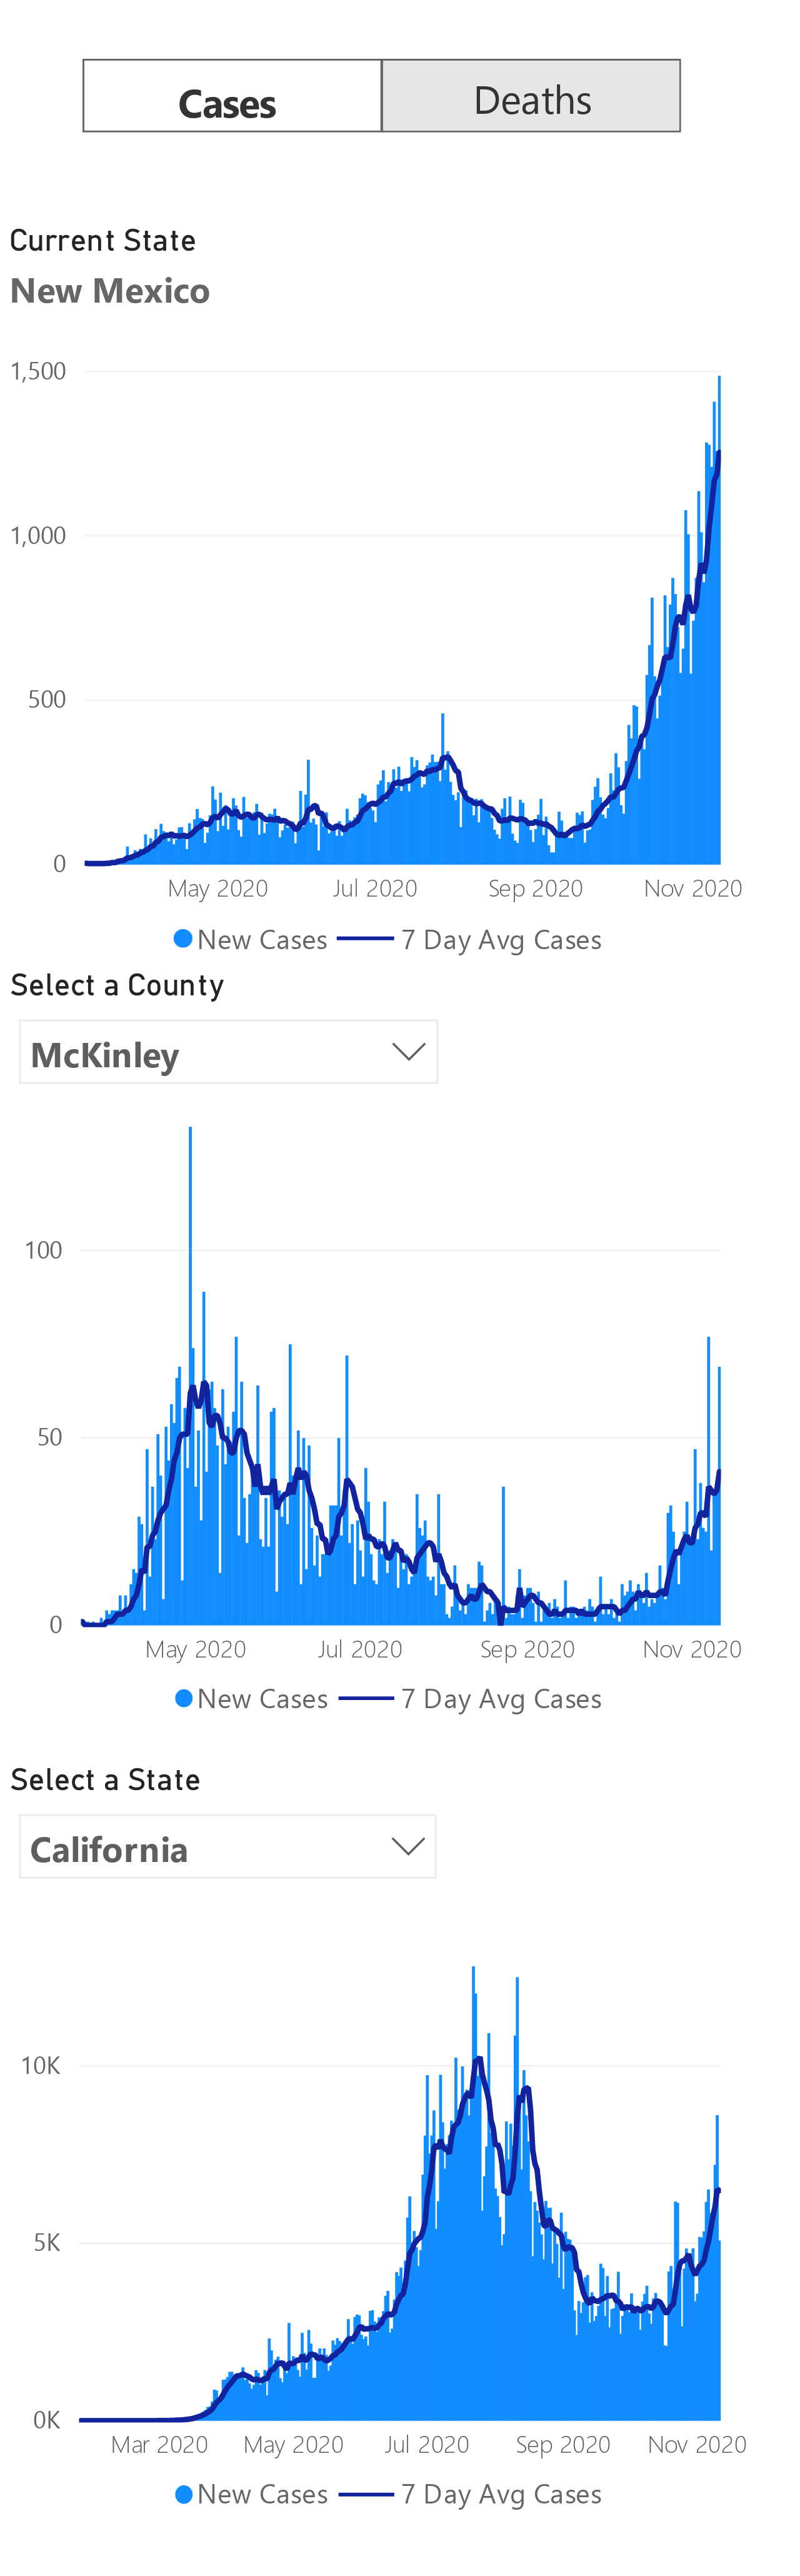 Cases Deaths
Current State
New Mexico
1,500
1,000
500
0
May 2020 Jul 2020 Sep 2020 Nov 2020
New Cases 7 Day Avg Cases
Select a County
McKinley
100
50
0
May 2020 Jul 2020 Sep 2020 Nov 2020
New Cases 7 Day Avg Cases
Select a State
California
10K
5K
0K
Mar 2020 May 2020 Jul 2020 Sep 2020 Nov 2020
New Cases 7 Day Avg Cases